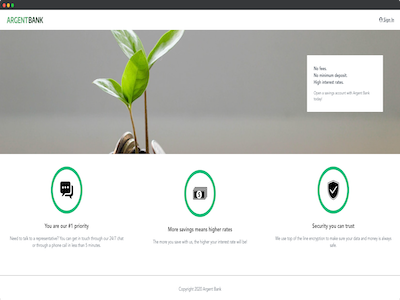 ARGENTBANK
Sign In
No fees.
No minimum deposit.
High interest rates.
Open a savings account with Argent Bank
today!
You are our #1 priority
Need to talk to a representative? You can get in touch through our 24/7 chat
or through a phone call in less than 5 minutes.
More savings means higher rates
The more you save with us, the higher your interest rate will be!
Security you can trust
We use top of the line encryption to make sure your data and money is always
safe.
Copyright 2020 Argent Bank